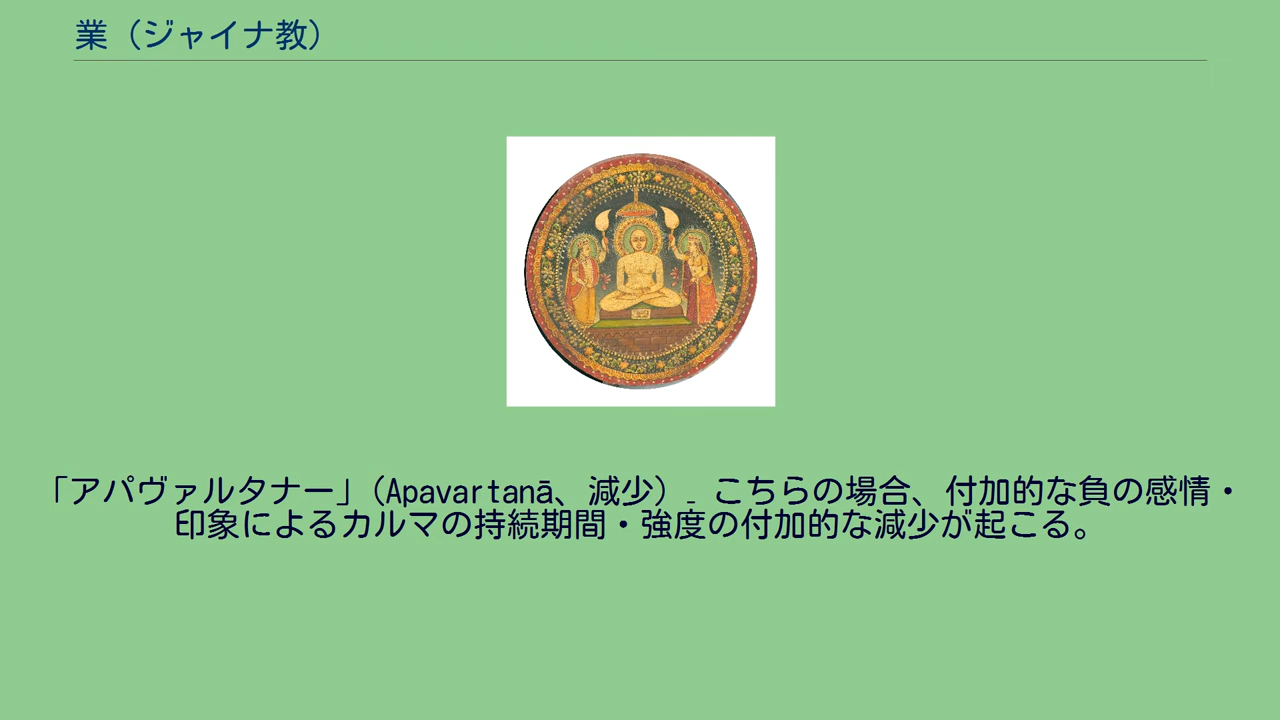 業（ジャイナ教）
「アパヴァルタナー」（Apavartanā、減少）- こちらの場合、付加的な負の感情・
印象によるカルマの持続期間・強度の付加的な減少が起こる。